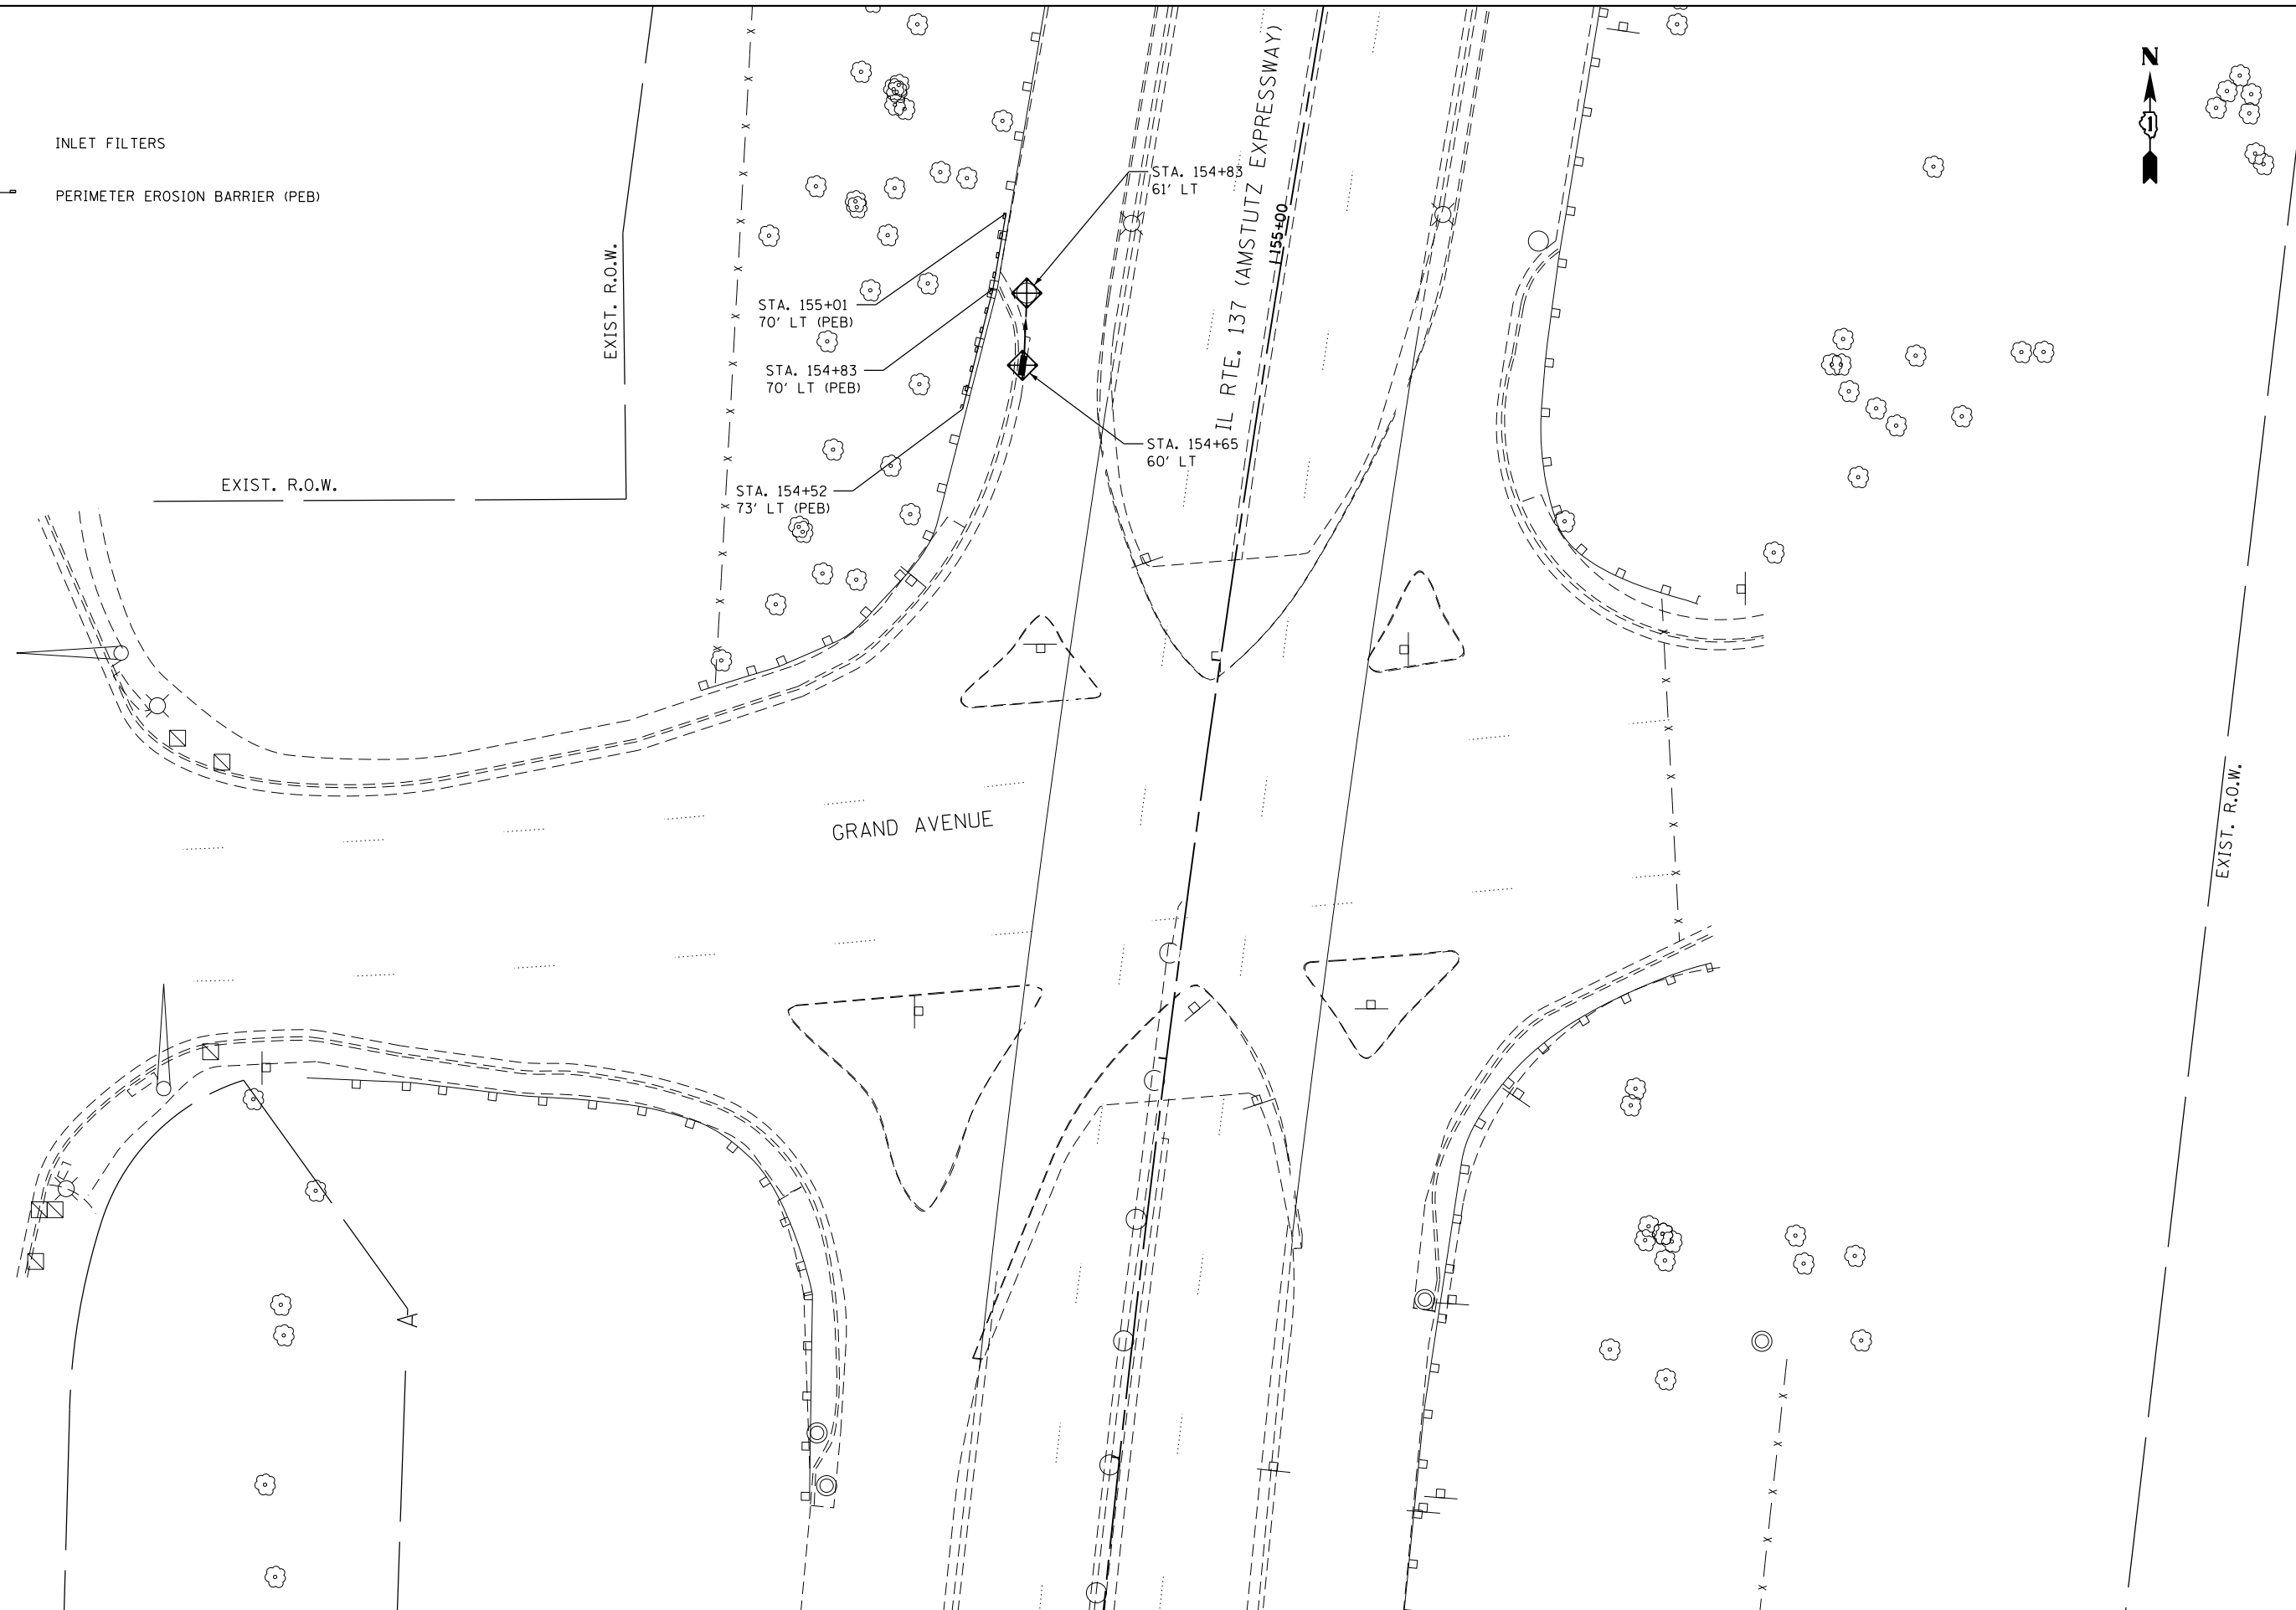 N
1
INLET FILTERS
PERIMETER EROSION BARRIER (PEB)
IL RTE. 137 (AMSTUTZ EXPRESSWAY)
155+00
STA. 154+83
61' LT
EXIST. R.O.W.
STA. 155+01
70' LT (PEB)
STA. 154+83
70' LT (PEB)
STA. 154+65
60' LT
EXIST. R.O.W.
STA. 154+52
73' LT (PEB)
GRAND AVENUE
EXIST. R.O.W.
A